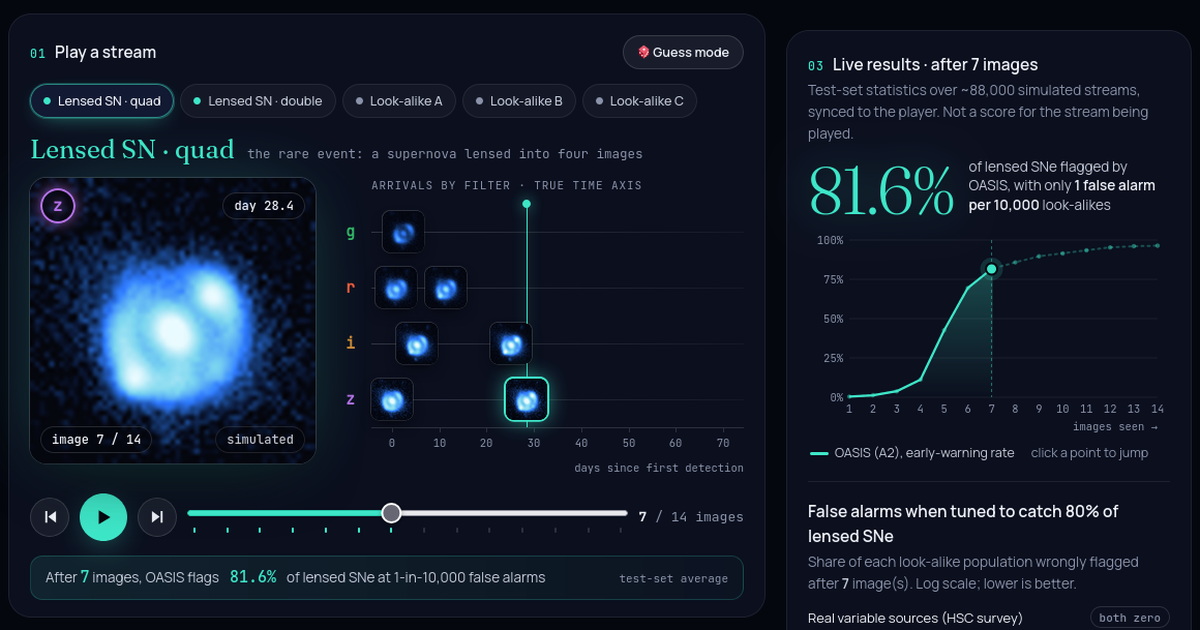 01 Play a stream
Guess mode
Lensed SN · quad
Lensed SN · double
Look-alike A
Look-alike B
Look-alike C
Lensed SN · quad the rare event: a supernova lensed into four images
z
day 28.4
image 7 / 14
simulated
ARRIVALS BY FILTER · TRUE TIME AXIS
g
r
i
z
0 10 20 30 40 50 60 70
days since first detection
7 / 14 images
After 7 images, OASIS flags 81.6% of lensed SNe at 1-in-10,000 false alarms
test-set average
03 Live results · after 7 images
Test-set statistics over ~88,000 simulated streams,
synced to the player. Not a score for the stream being
played.
81.6%
of lensed SNe flagged by
OASIS, with only 1 false alarm
per 10,000 look-alikes
100%
75%
50%
25%
0%
1 2 3 4 5 6 7 8 9 10 11 12 13 14
images seen →
OASIS (A2), early-warning rate click a point to jump
False alarms when tuned to catch 80% of
lensed SNe
Share of each look-alike population wrongly flagged
after 7 image(s). Log scale; lower is better.
Real variable sources (HSC survey)
both zero